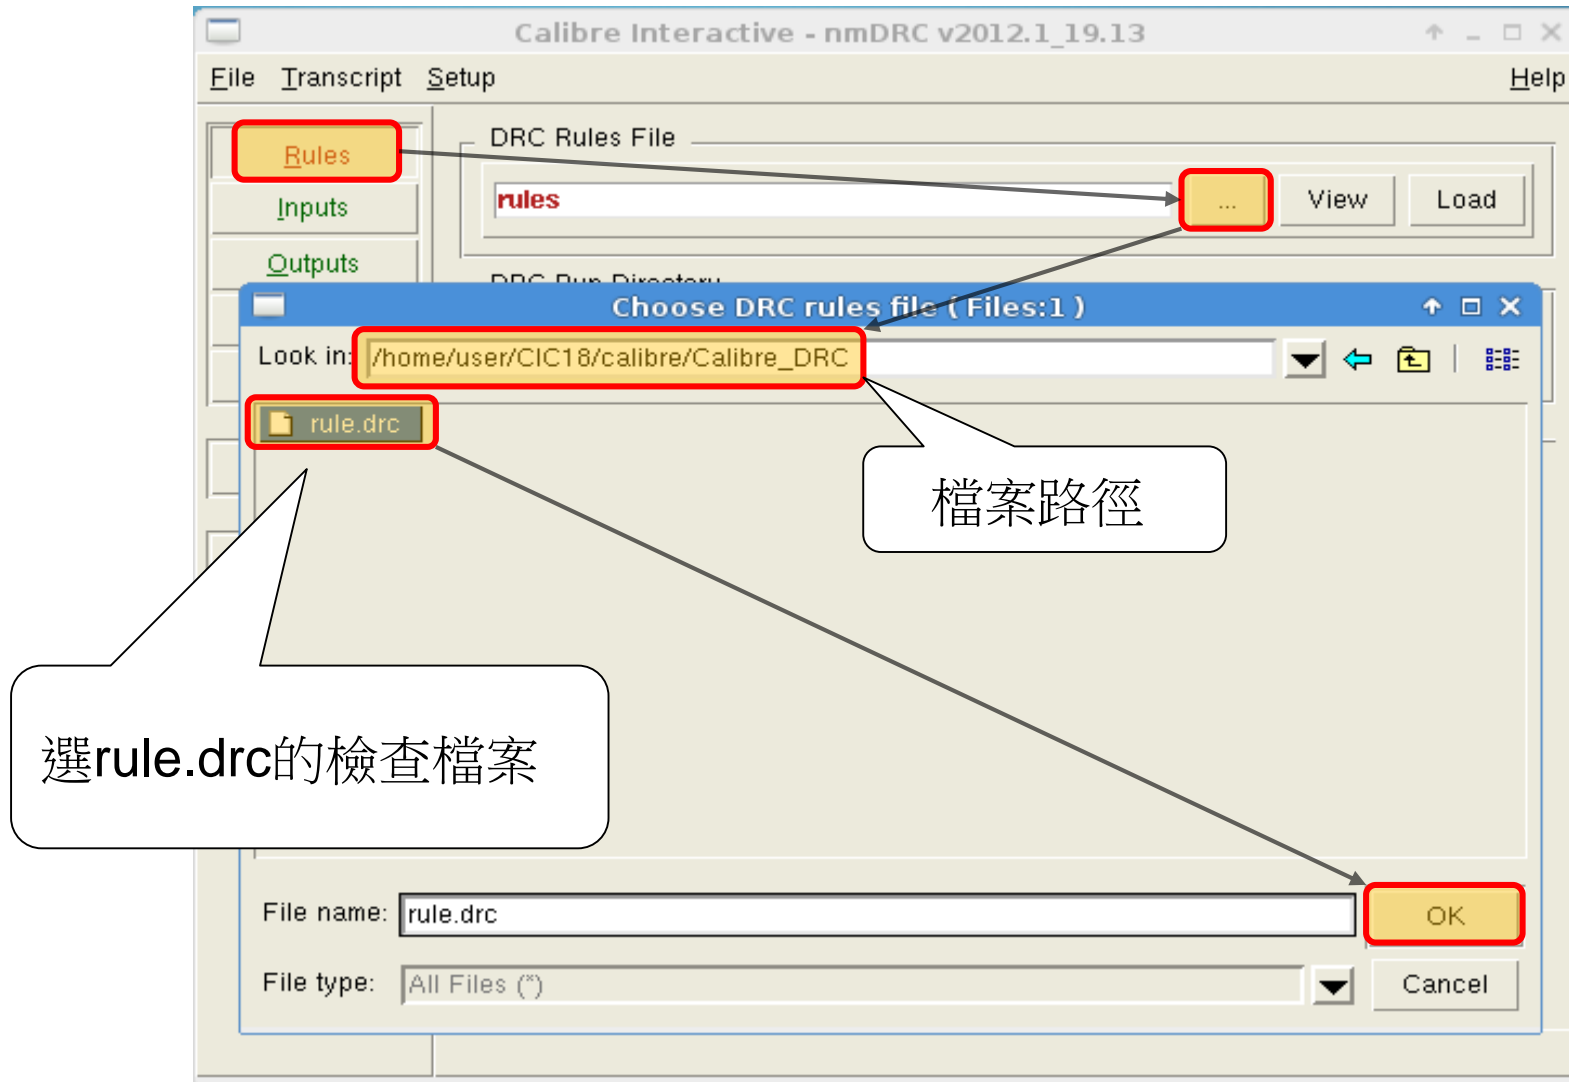 Calibre Interactive - nmDRC v2012.1_19.13
File Transcript Setup Help
Rules
DRC Rules File
rules ... View Load
Inputs
Outputs
DRC Run Directory
Choose DRC rules file ( Files:1 )
Look in: /home/user/CIC18/calibre/Calibre_DRC
rule.drc
檔案路徑
選rule.drc的檢查檔案
File name: rule.drc OK
File type: All Files (*) Cancel